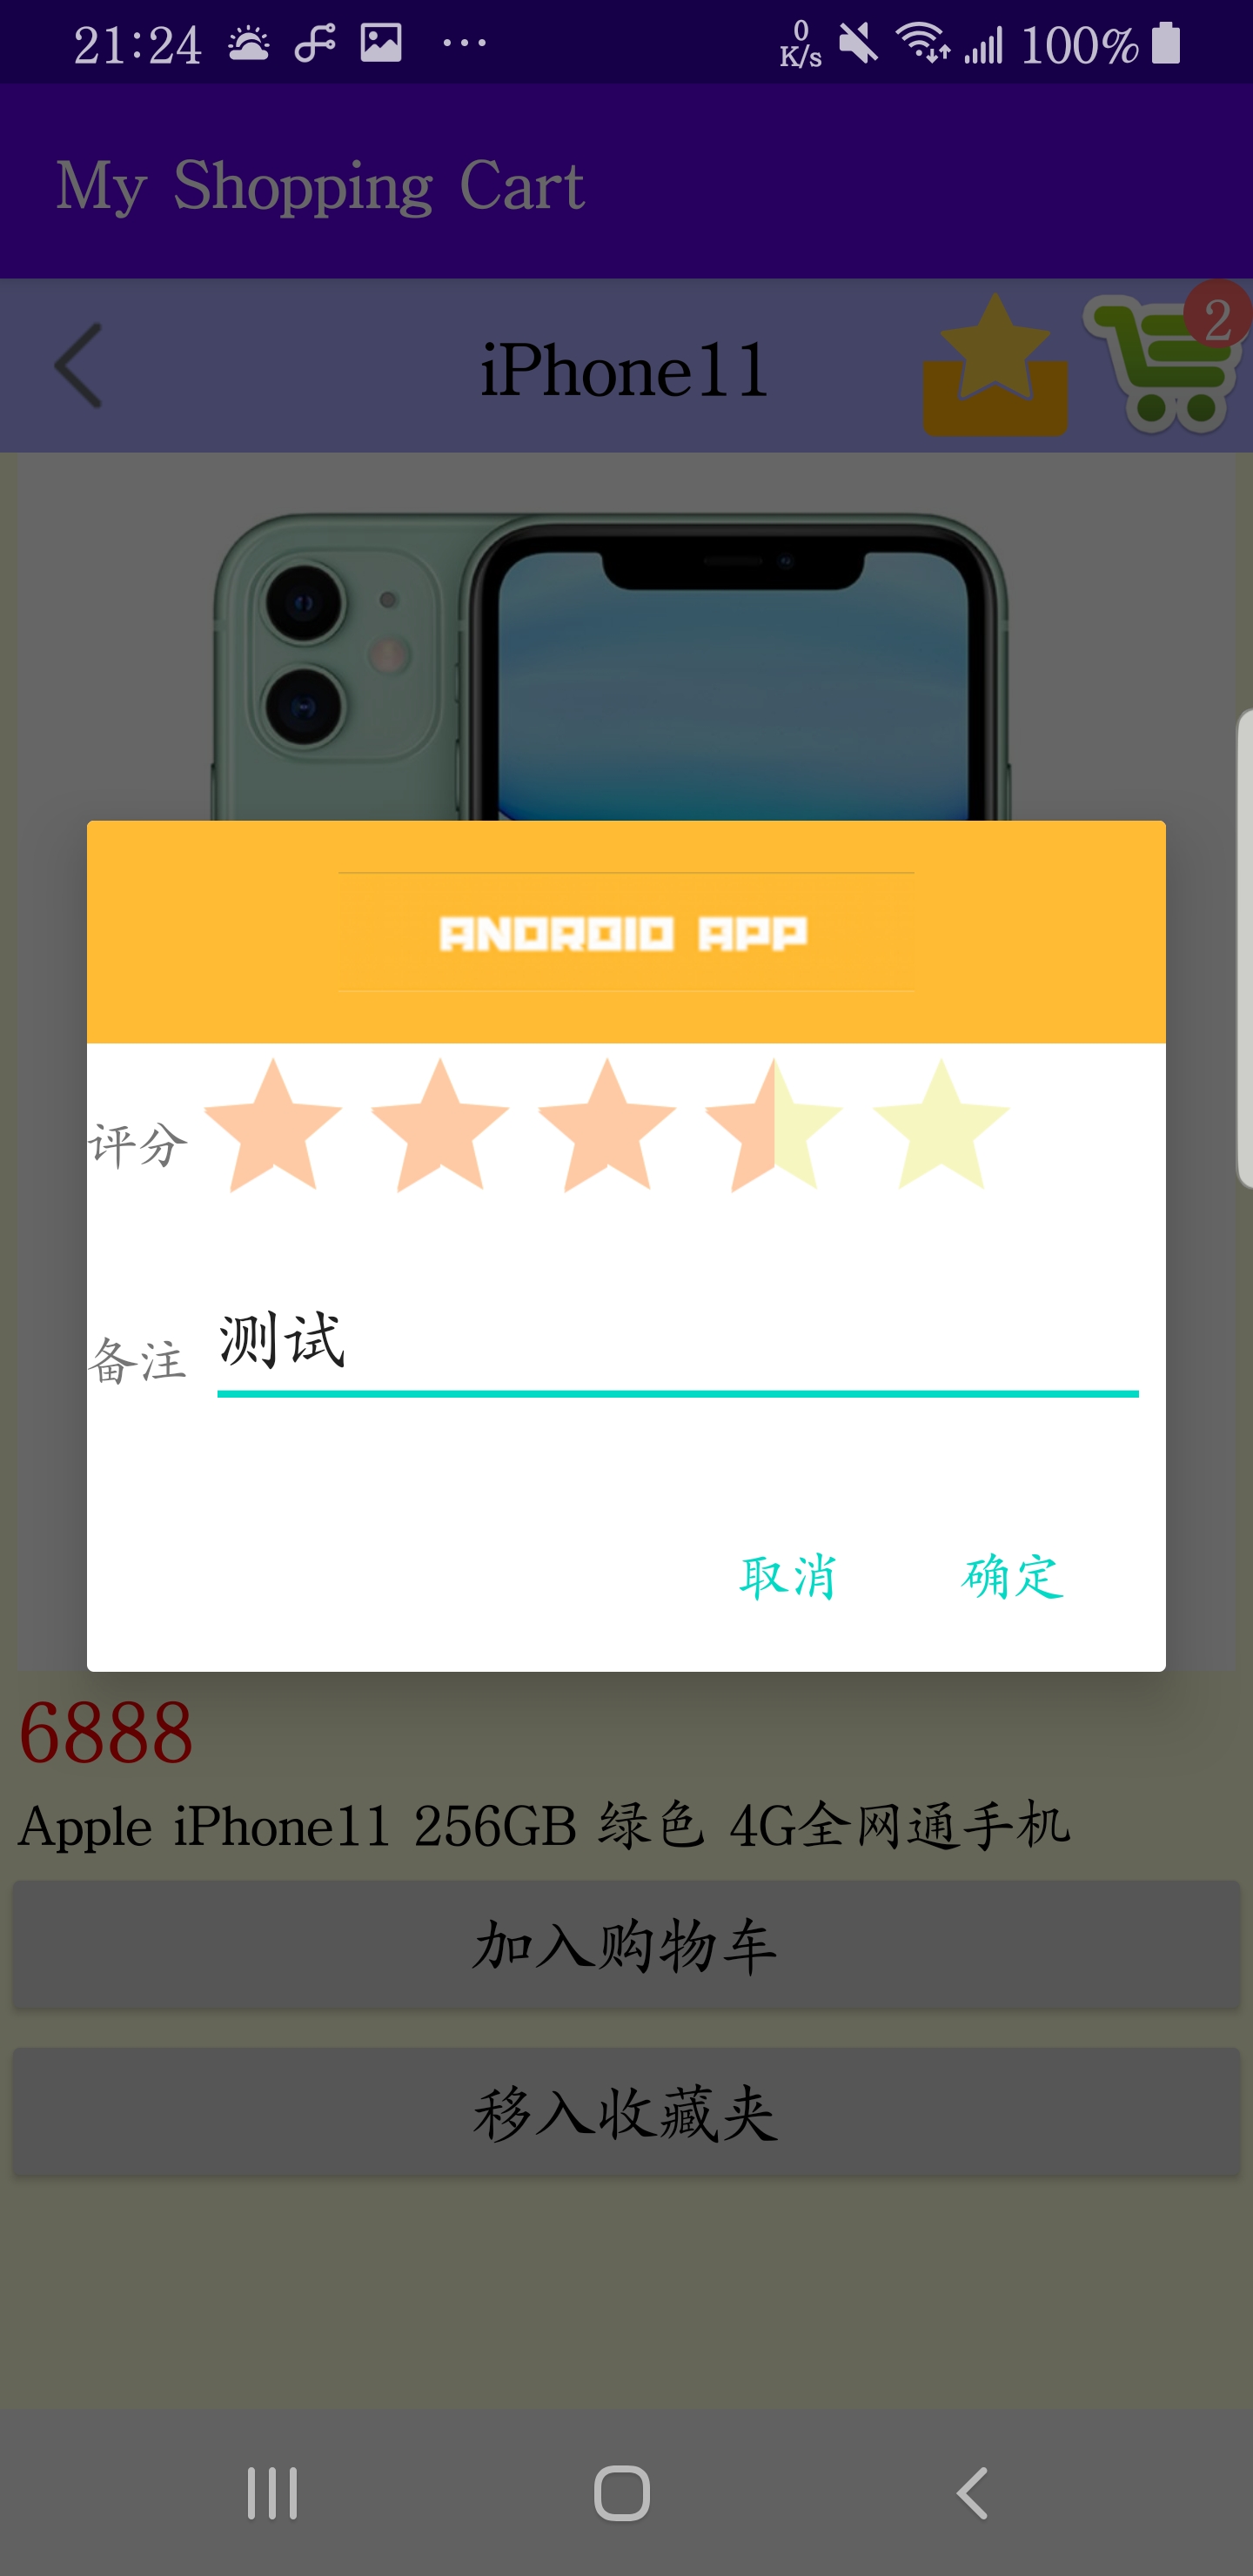 21:24 ... 0 K/s 100%
My Shopping Cart
iPhone11 2
ANDROID APP
评分
备注 测试
取消 确定
6888
Apple iPhone11 256GB 绿色 4G全网通手机
加入购物车
移入收藏夹